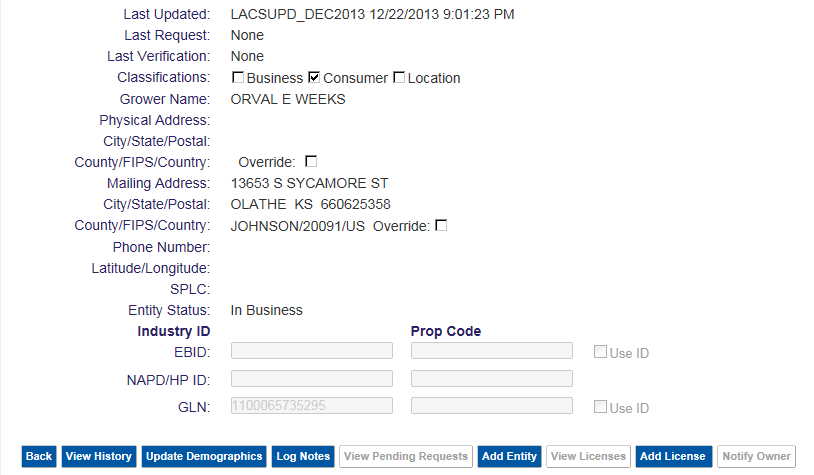 Last Updated: LACSUPD_DEC2013 12/22/2013 9:01:23 PM
Last Request: None
Last Verification: None
Classifications: Business Consumer Location
Grower Name: ORVAL E WEEKS
Physical Address:
City/State/Postal:
County/FIPS/Country: Override:
Mailing Address: 13653 S SYCAMORE ST
City/State/Postal: OLATHE KS 660625358
County/FIPS/Country: JOHNSON/20091/US Override:
Phone Number:
Latitude/Longitude:
SPLC:
Entity Status: In Business
Industry ID Prop Code
EBID: Use ID
NAPD/HP ID:
GLN: 1100065735295 Use ID
Back View History Update Demographics Log Notes View Pending Requests Add Entity View Licenses Add License Notify Owner